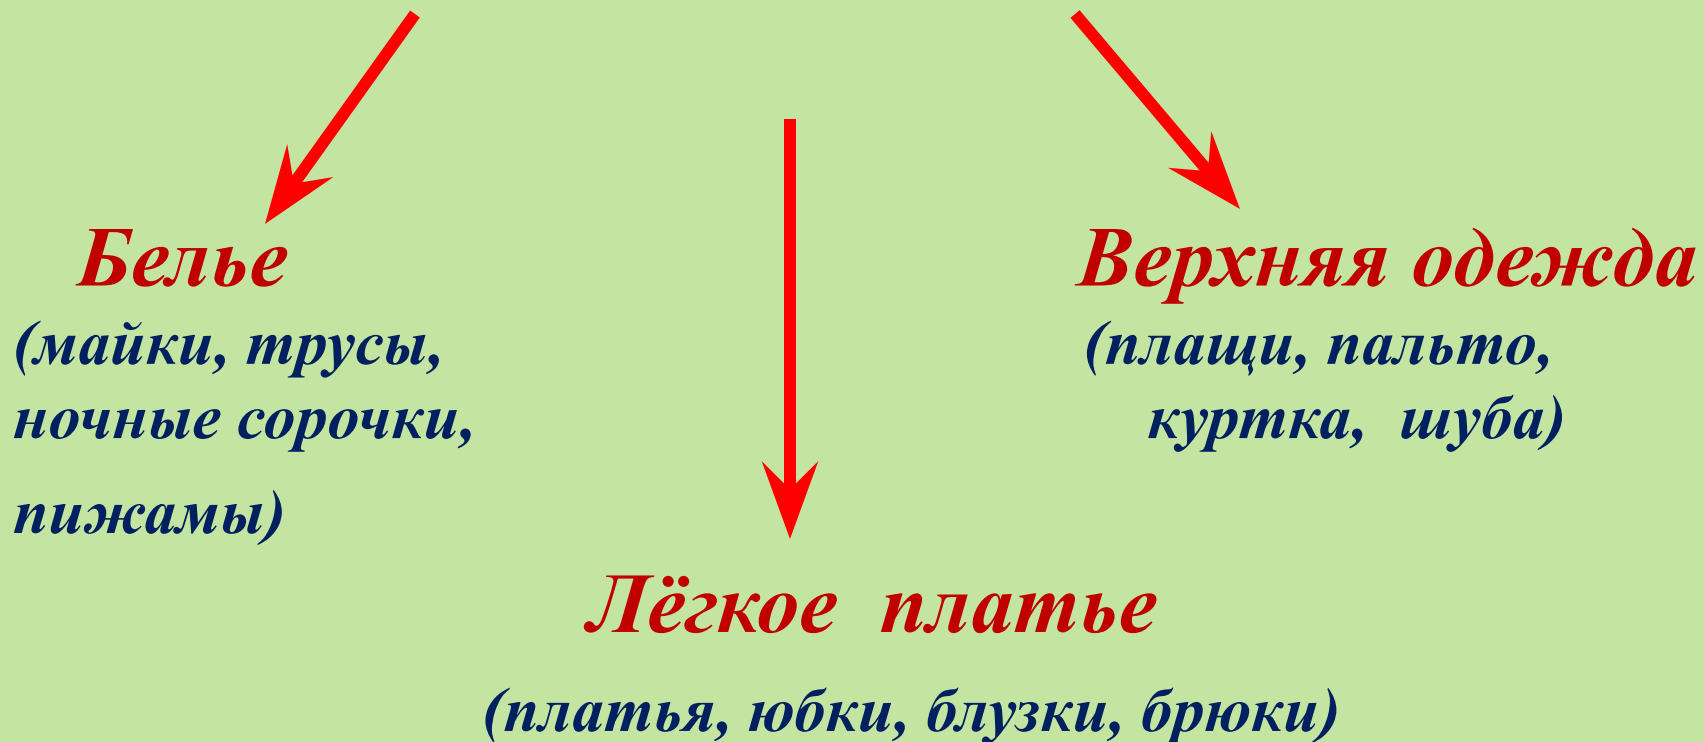 Белье
(майки, трусы,
ночные сорочки,
пижамы)
Верхняя одежда
(плащи, пальто,
куртка, шуба)
Лёгкое платье
(платья, юбки, блузки, брюки)